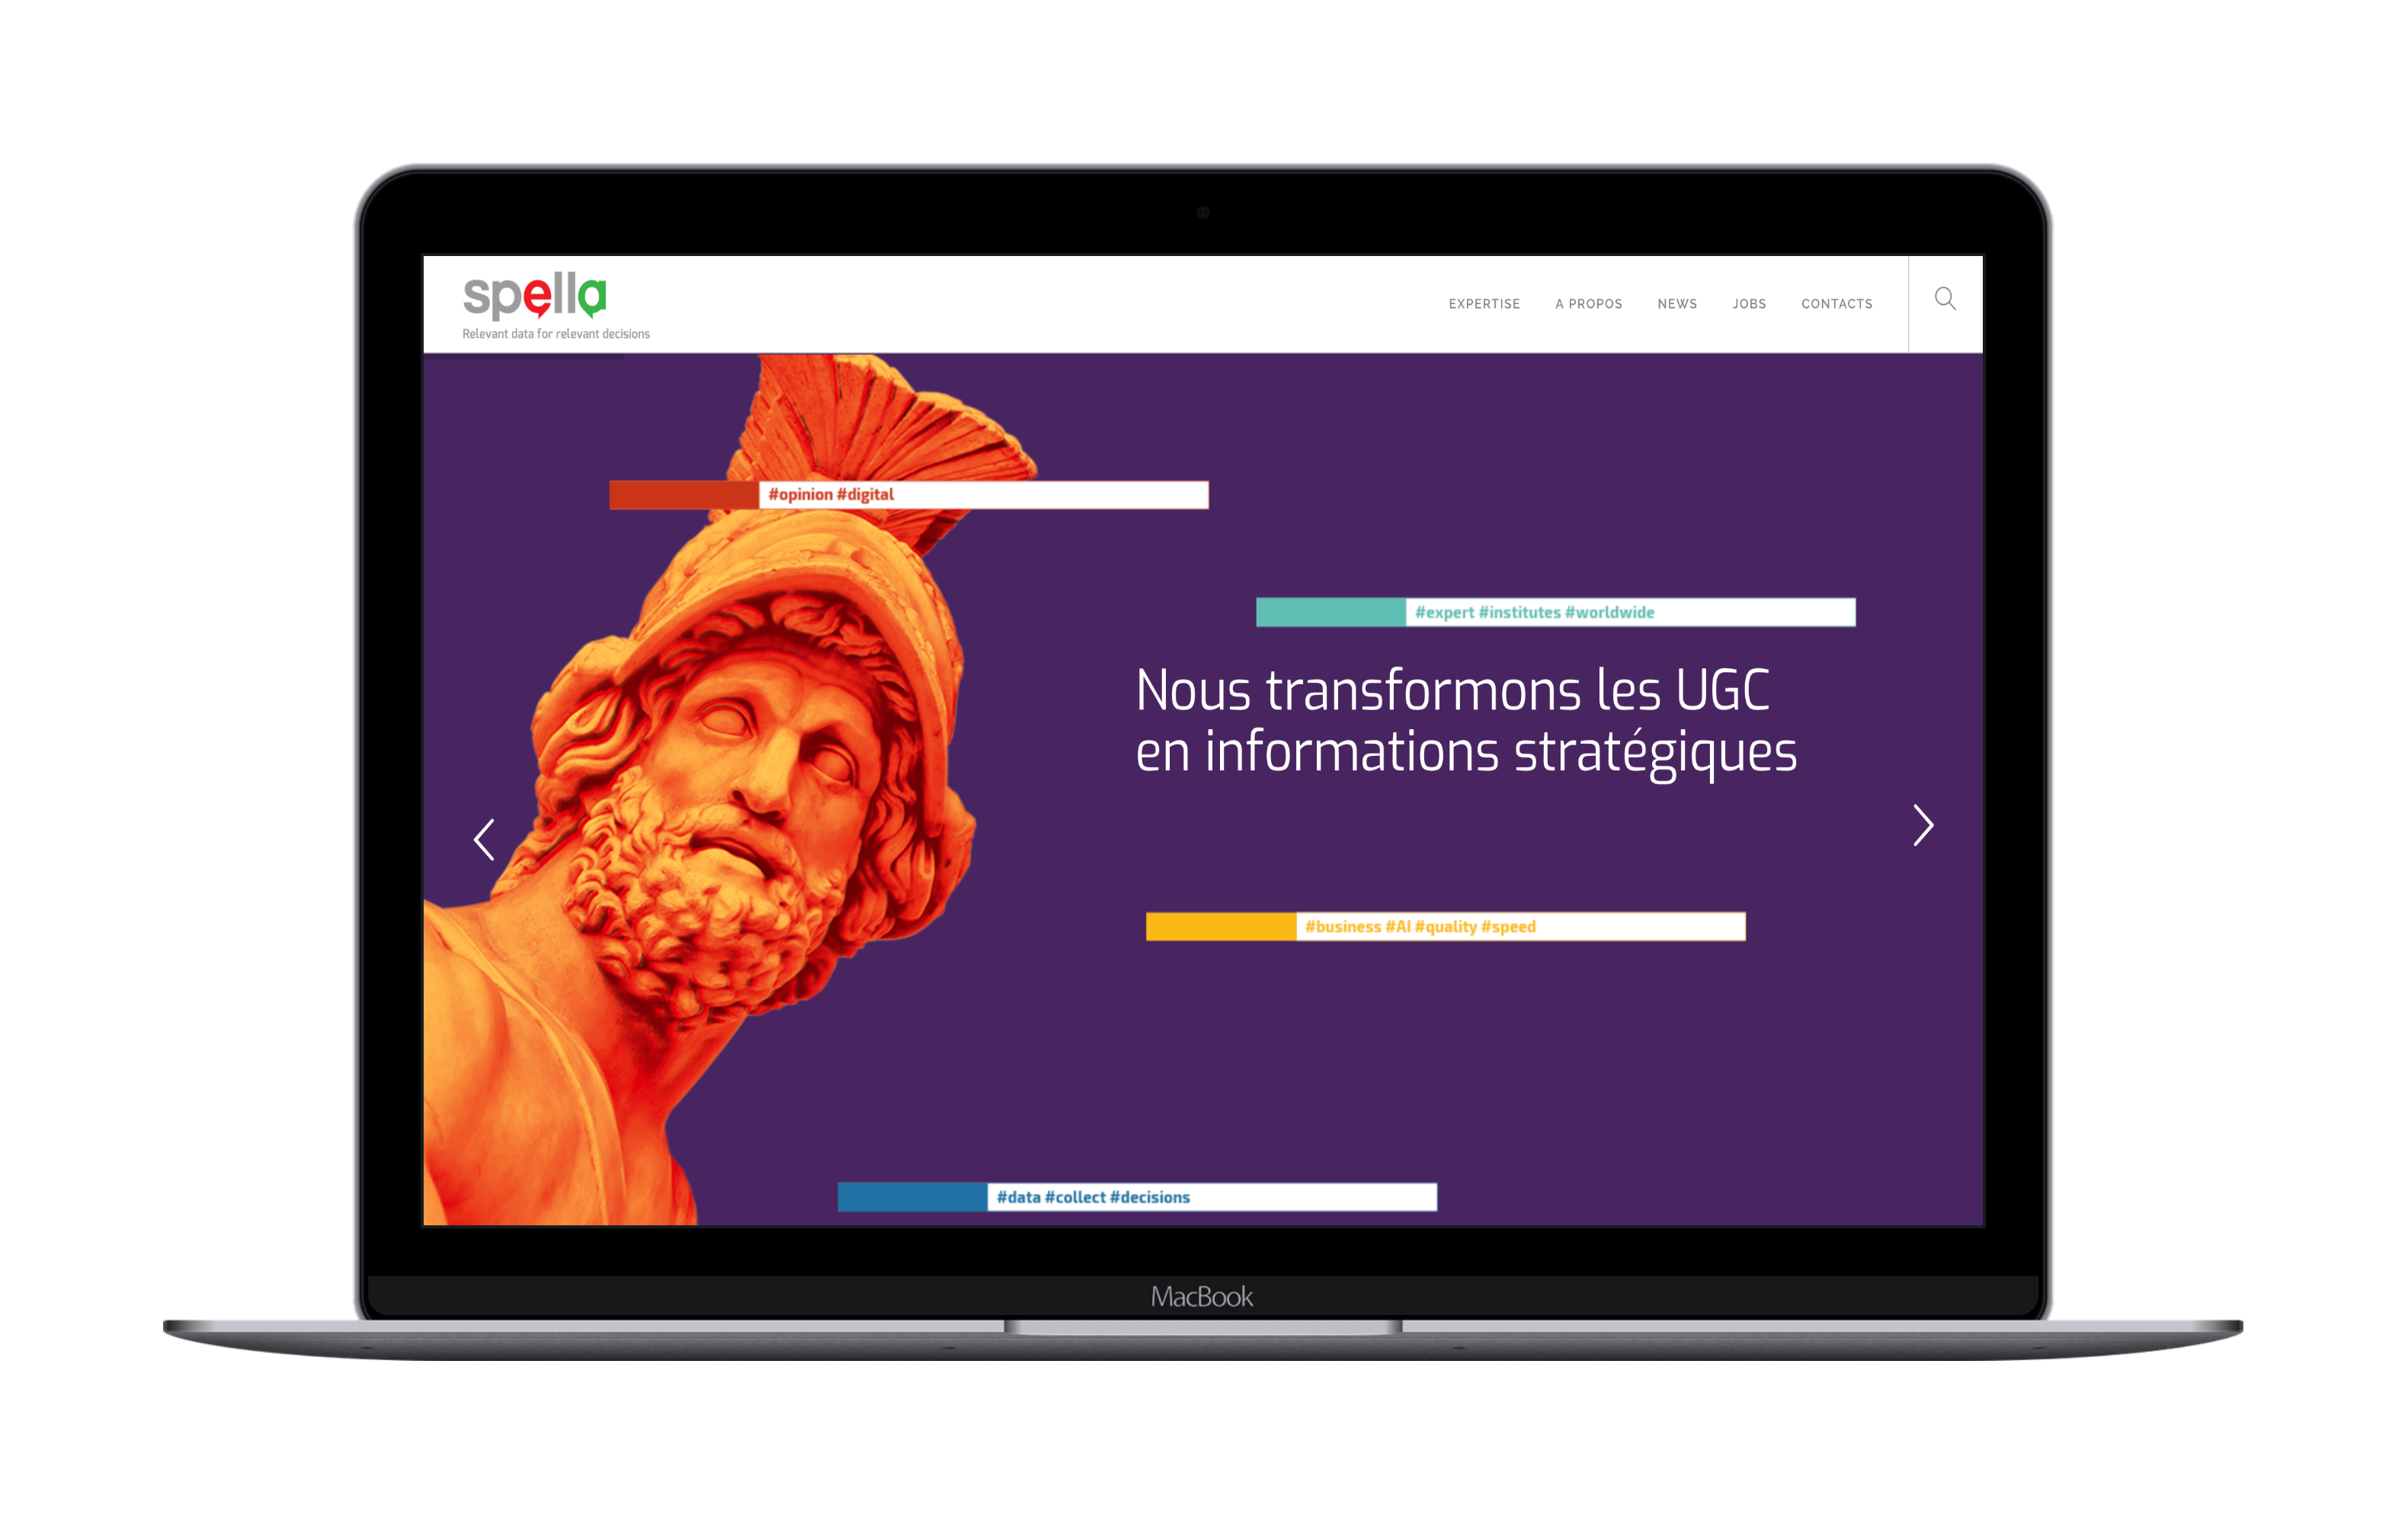 spella
Relevant data for relevant decisions
EXPERTISE A PROPOS NEWS JOBS CONTACTS
#opinion #digital
#expert #institutes #worldwide
Nous transformons les UGC
en informations stratégiques
#business #AI #quality #speed
#data #collect #decisions
MacBook